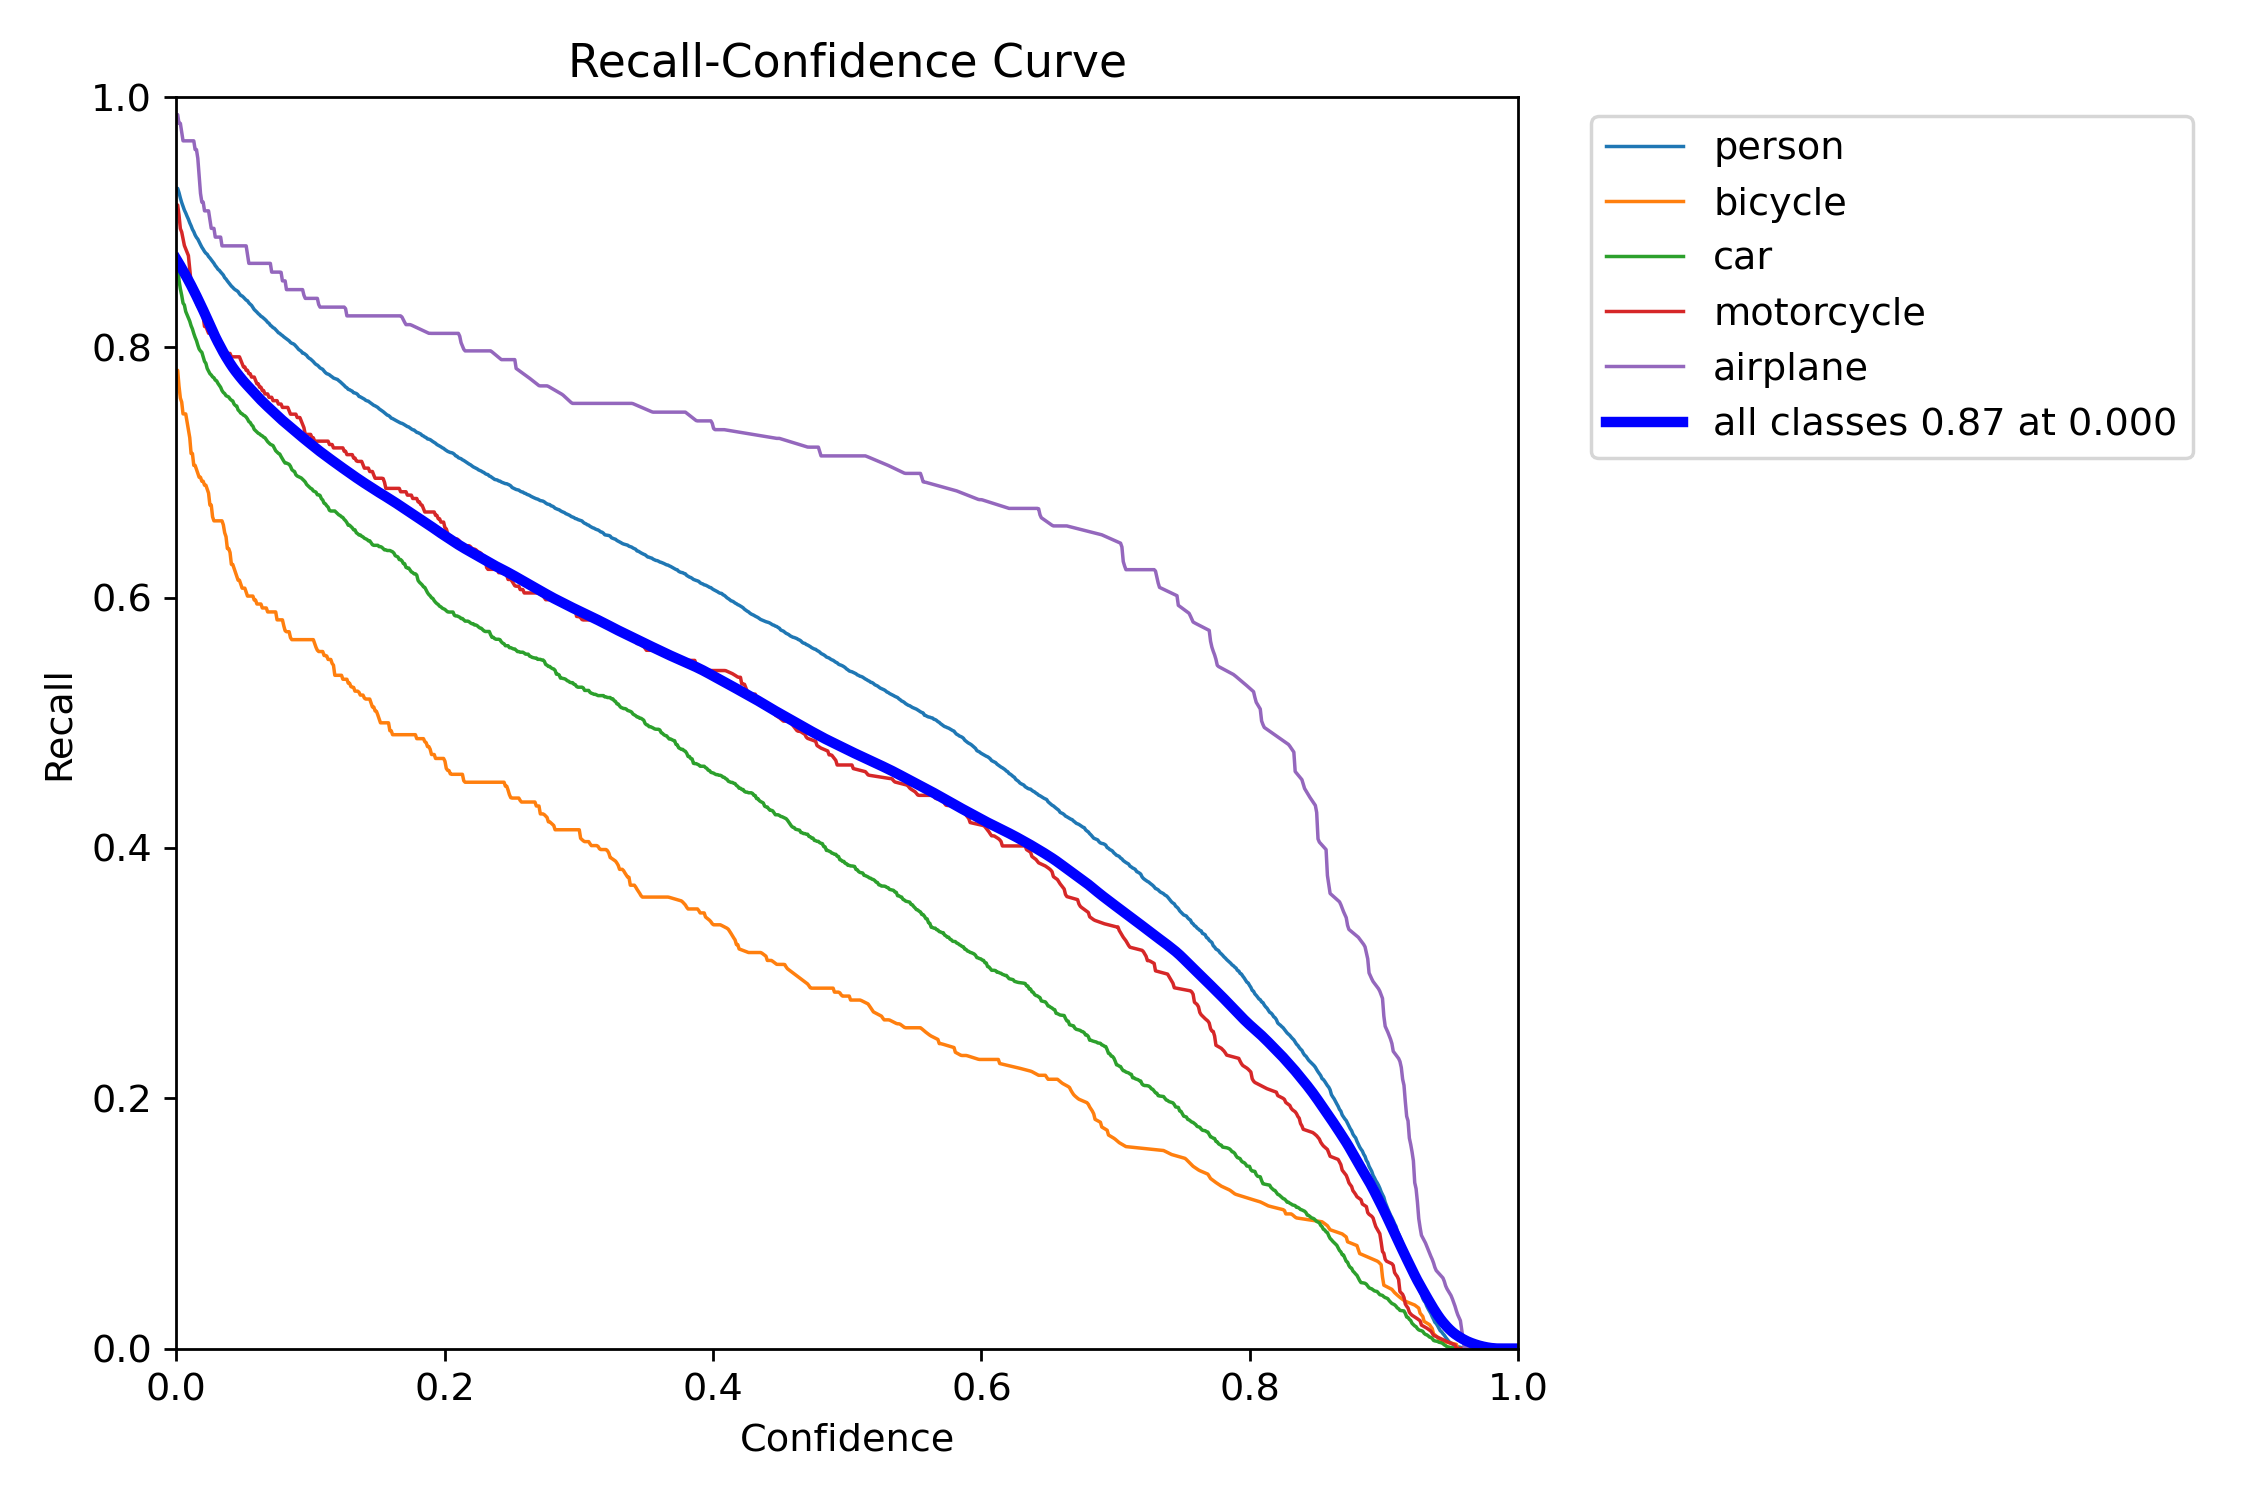 Recall-Confidence Curve
1.0
0.8
0.6
0.4
0.2
0.0
Recall
0.0 0.2 0.4 0.6 0.8 1.0
Confidence
person
bicycle
car
motorcycle
airplane
all classes 0.87 at 0.000